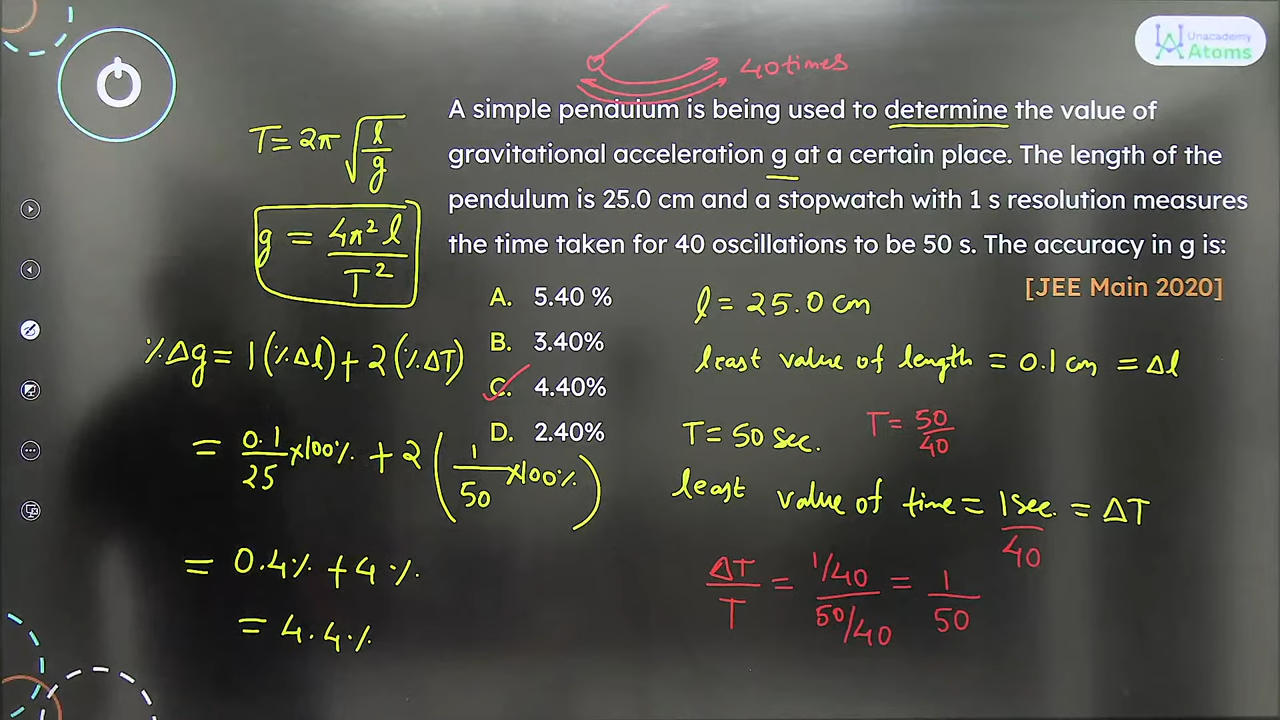 Unacademy
Atoms
40 times
A simple pendulum is being used to determine the value of
gravitational acceleration g at a certain place. The length of the
pendulum is 25.0 cm and a stopwatch with 1 s resolution measures
the time taken for 40 oscillations to be 50 s. The accuracy in g is:
[JEE Main 2020]
T = 2π √(l/g)
g = 4π² l / T²
A. 5.40 %
B. 3.40%
C. 4.40%
D. 2.40%
%Δg = 1(%Δl) + 2(%ΔT)
= 0.1/25 ×100% + 2 (1/50 ×100%)
= 0.4% + 4%
= 4.4%
l = 25.0 cm
least value of length = 0.1 cm = Δl
T = 50 sec.
T = 50/40
least value of time = 1 sec. = ΔT
40
ΔT/T = (1/40)/(50/40) = 1/50